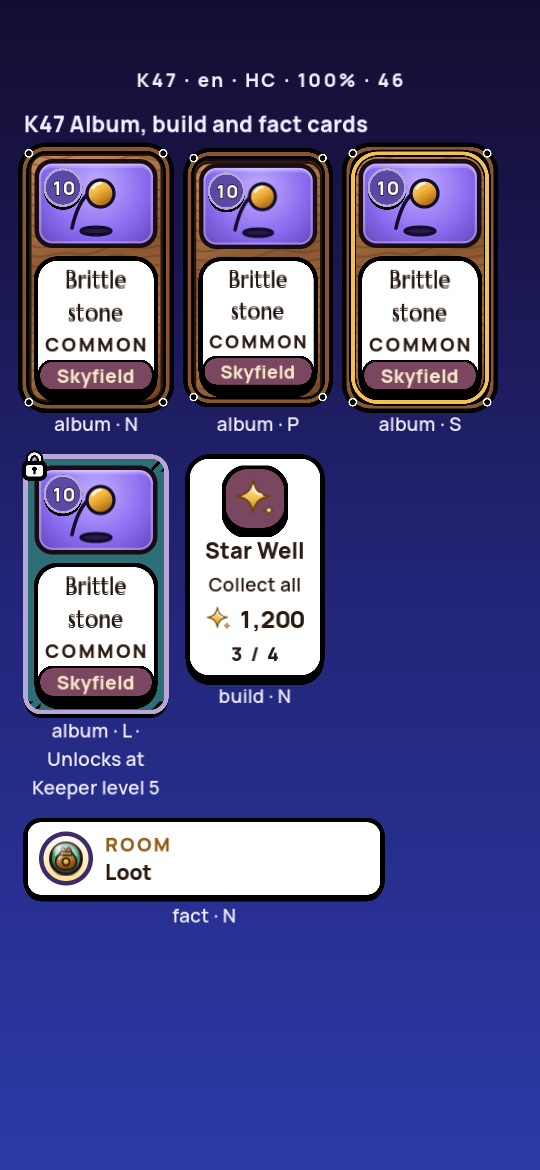 K47 · en · HC · 100% · 46
K47 Album, build and fact cards
10
Brittle
stone
COMMON
Skyfield
album · N
10
Brittle
stone
COMMON
Skyfield
album · P
10
Brittle
stone
COMMON
Skyfield
album · S
10
Brittle
stone
COMMON
Skyfield
album · L ·
Unlocks at
Keeper level 5
Star Well
Collect all
1,200
3 / 4
build · N
ROOM
Loot
fact · N